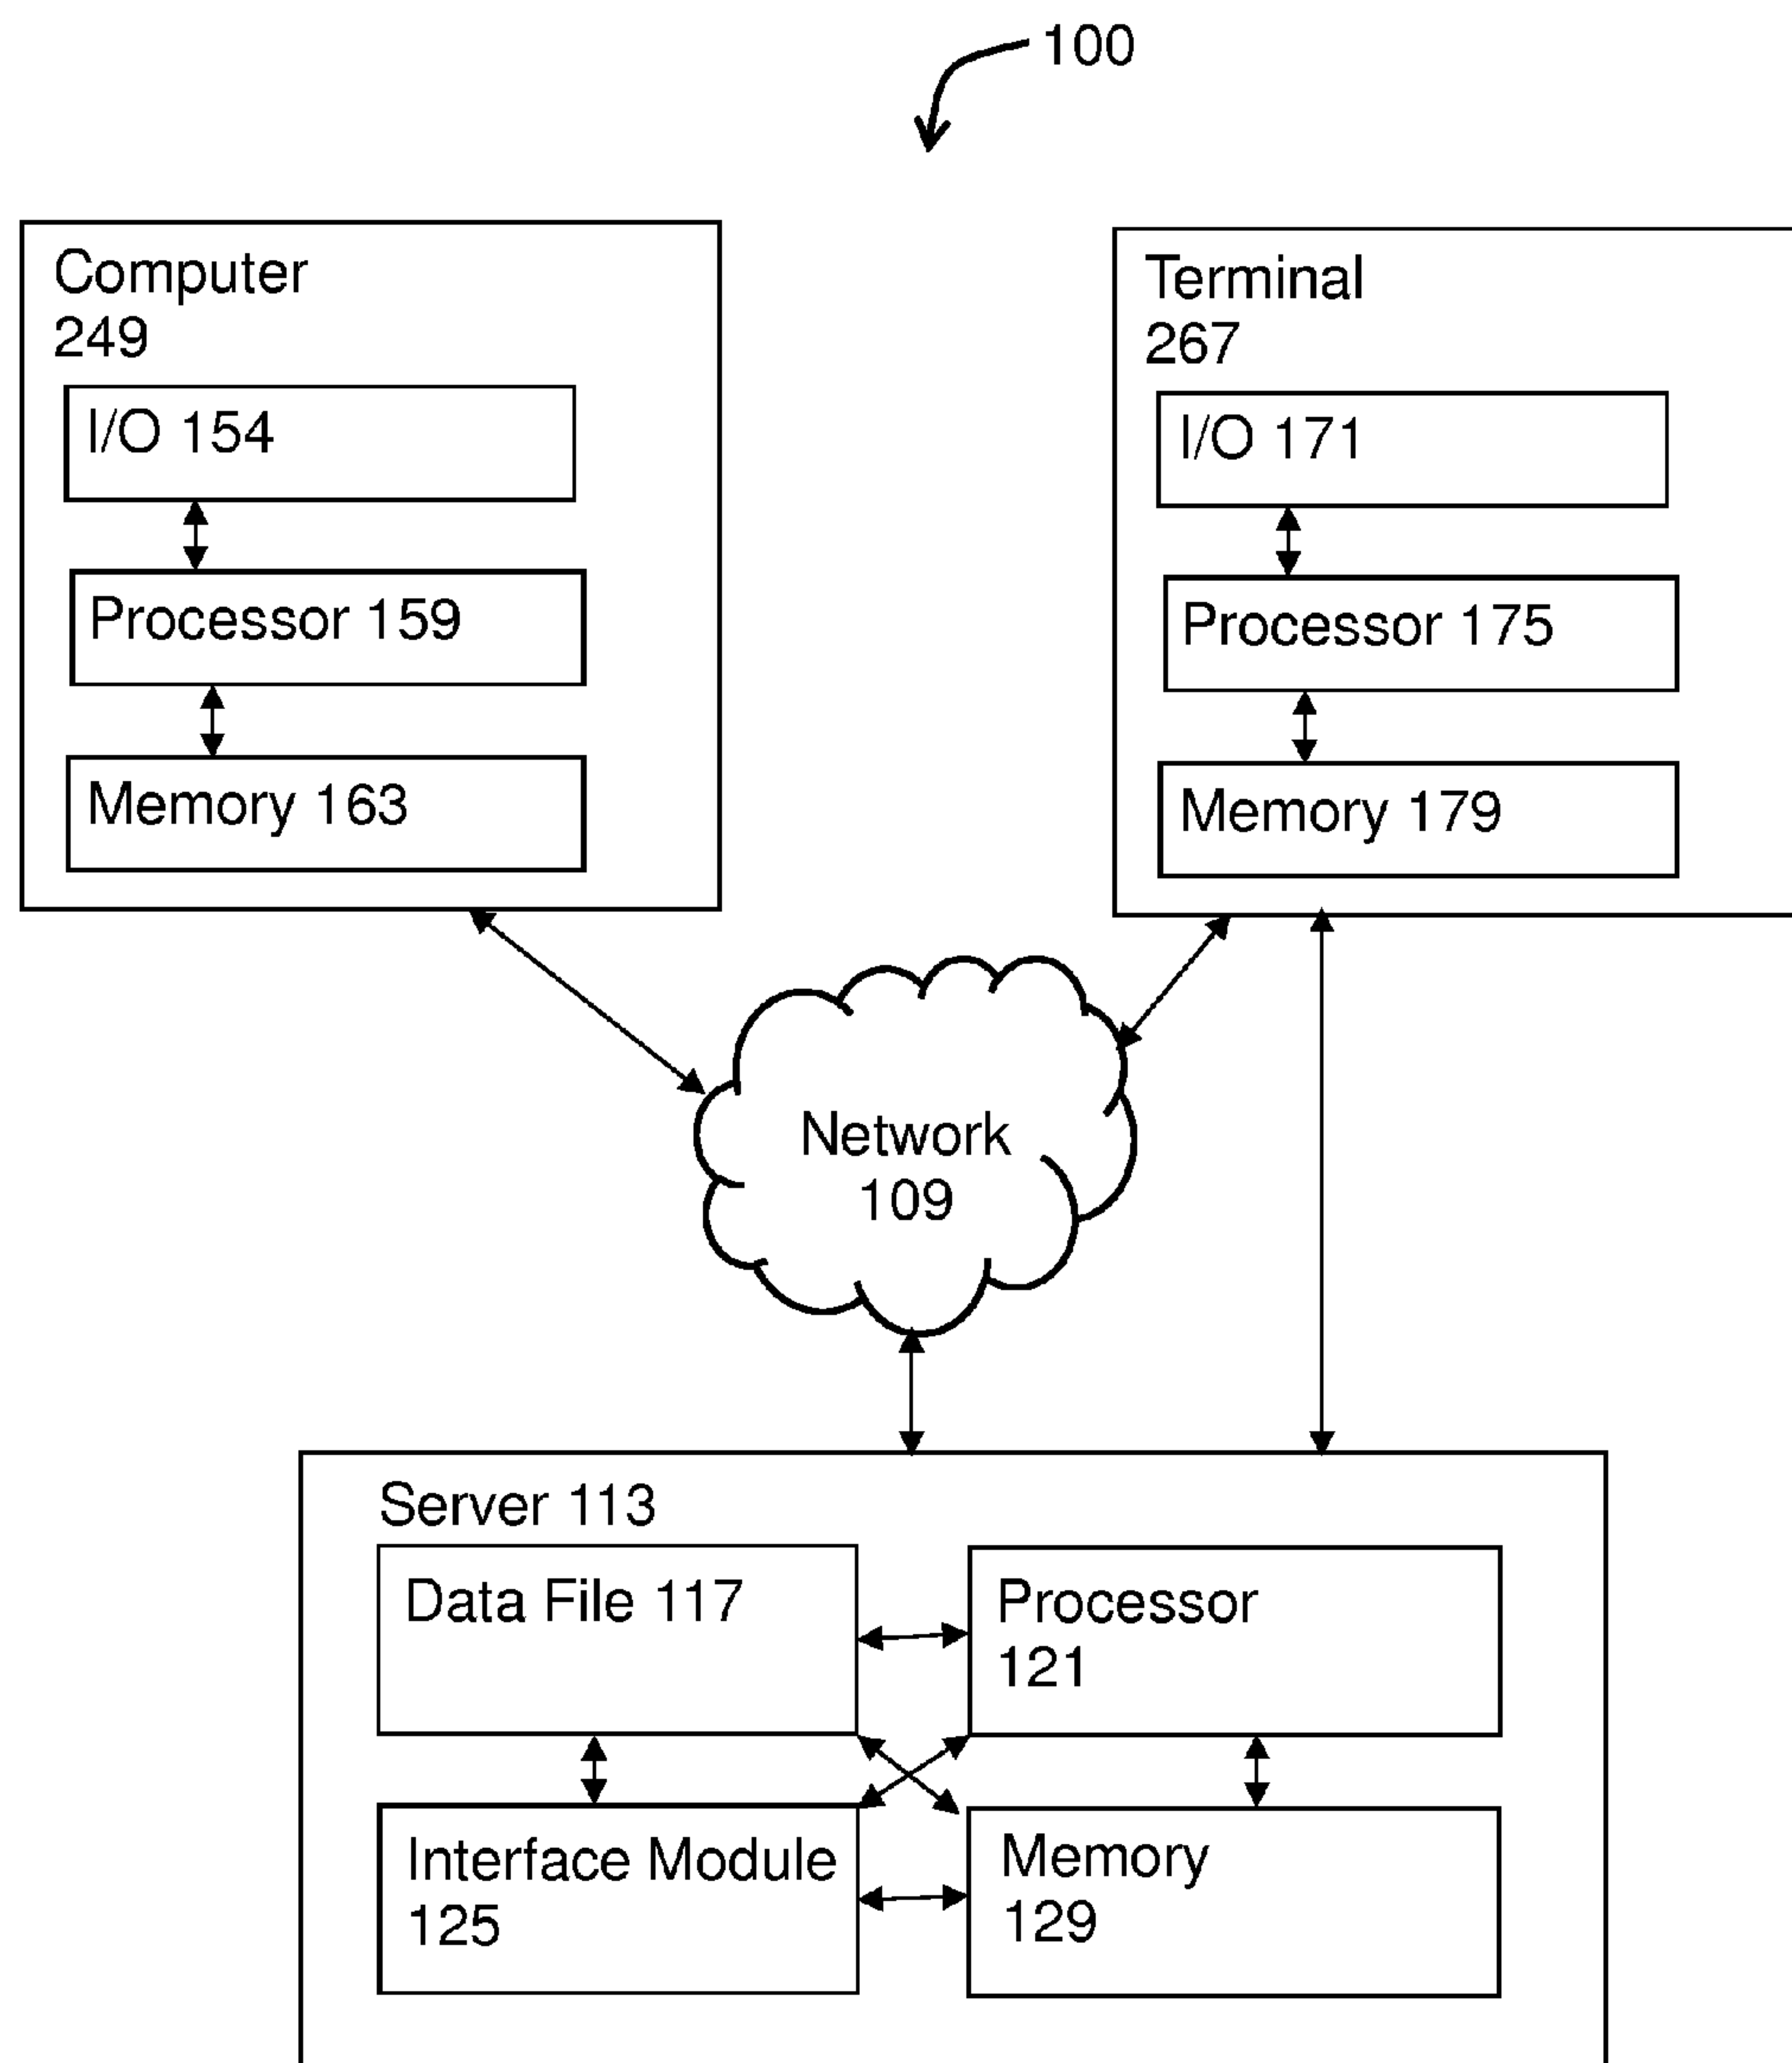 100
Computer
249
I/O 154
Processor 159
Memory 163
Terminal
267
I/O 171
Processor 175
Memory 179
Network
109
Server 113
Data File 117
Processor
121
Interface Module
125
Memory
129